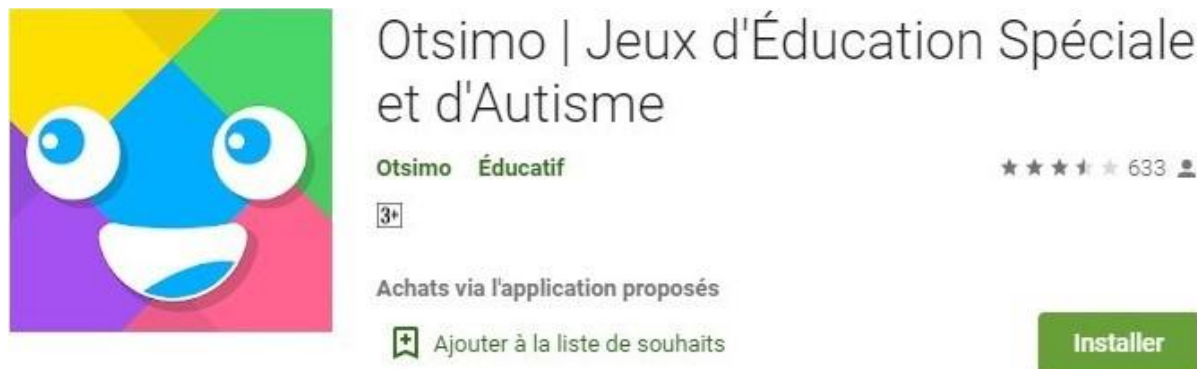 Otsimo | Jeux d'Éducation Spéciale
et d'Autisme
Otsimo Éducatif 633
3+
Achats via l'application proposés
Ajouter à la liste de souhaits
Installer